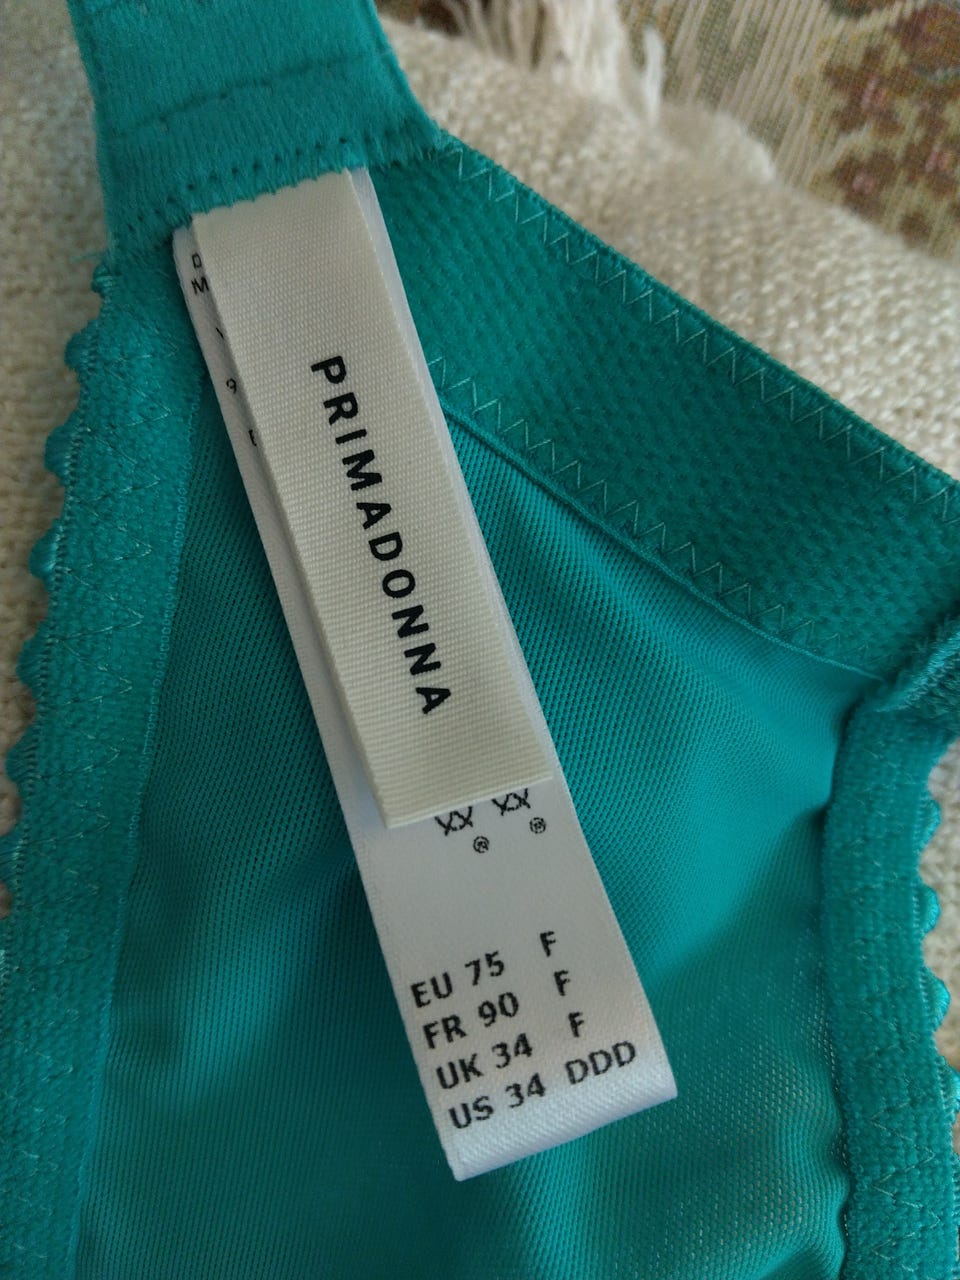 PRIMADONNA
EU 75 F
FR 90 F
UK 34 F
US 34 DDD